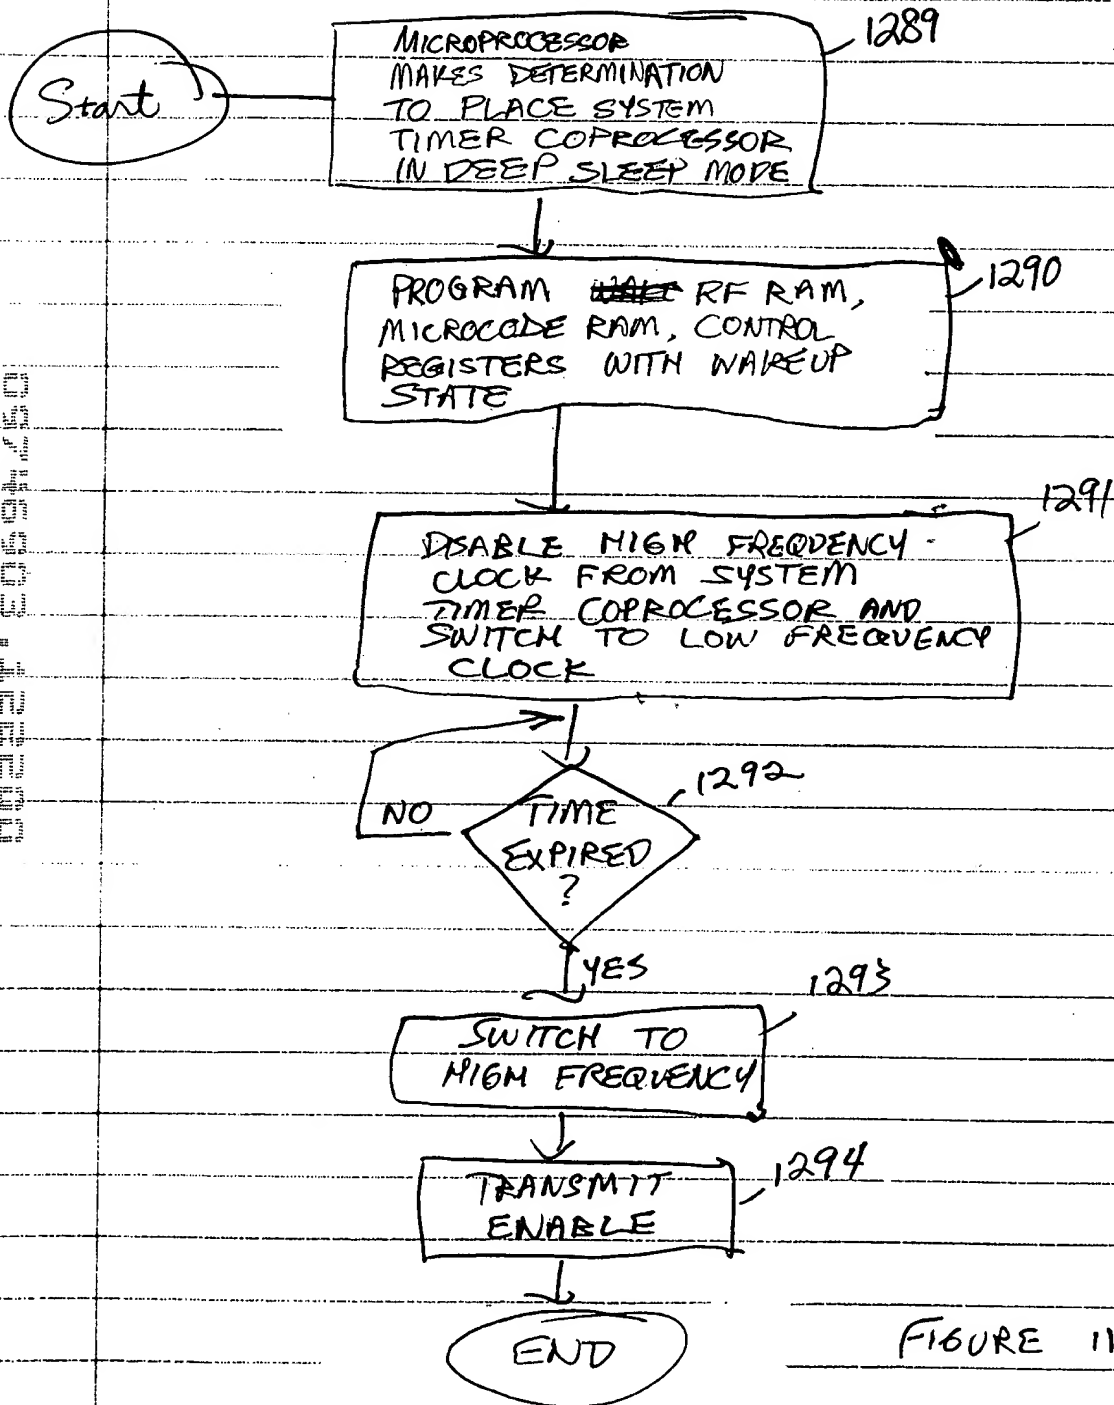 1289
Start
MICROPROCESSOR
MAKES DETERMINATION
TO PLACE SYSTEM
TIMER COPROCESSOR
IN DEEP SLEEP MODE
1290
PROGRAM RF RAM,
MICROCODE RAM, CONTROL
REGISTERS WITH WAKEUP
STATE
1291
DISABLE HIGH FREQUENCY
CLOCK FROM SYSTEM
TIMER COPROCESSOR AND
SWITCH TO LOW FREQUENCY
CLOCK
1292
NO
TIME
EXPIRED
?
YES
1293
SWITCH TO
HIGH FREQUENCY
1294
TRANSMIT
ENABLE
END
FIGURE 11